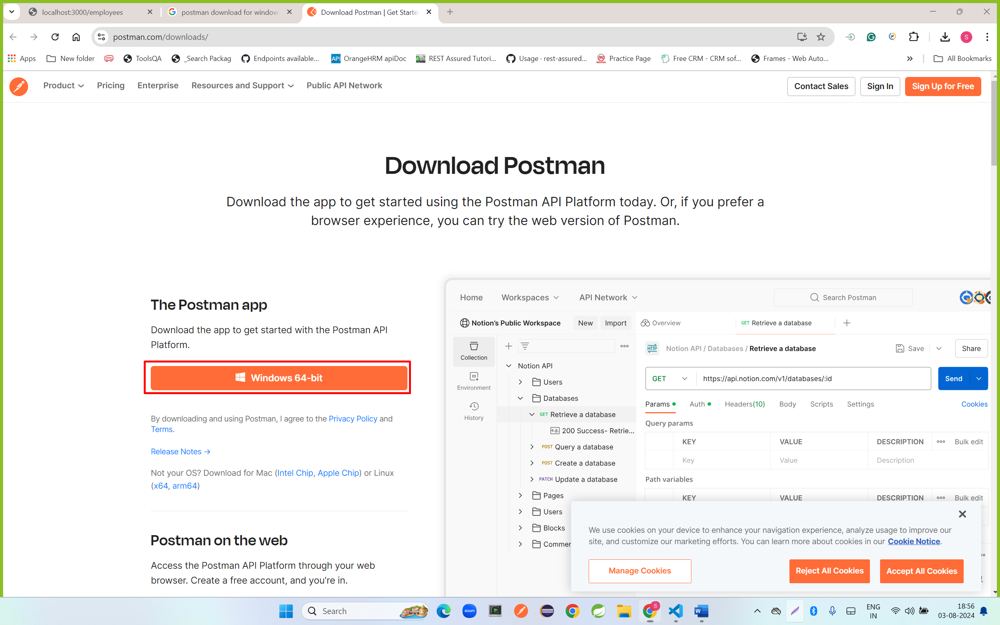 localhost:3000/employees
postman download for window
Download Postman | Get Starte
postman.com/downloads/
S
Apps
New folder
ToolsQA
_Search Packag
Endpoints available...
API
OrangeHRM apiDoc
REST Assured Tutori...
Usage · rest-assured...
Practice Page
Free CRM - CRM sof...
Frames - Web Auto...
»
All Bookmarks
Product
Pricing
Enterprise
Resources and Support
Public API Network
Contact Sales
Sign In
Sign Up for Free
Download Postman
Download the app to get started using the Postman API Platform today. Or, if you prefer a
browser experience, you can try the web version of Postman.
The Postman app
Download the app to get started with the Postman API
Platform.
Windows 64-bit
By downloading and using Postman, I agree to the Privacy Policy and
Terms.
Release Notes →
Not your OS? Download for Mac (Intel Chip, Apple Chip) or Linux
(x64, arm64)
Postman on the web
Access the Postman API Platform through your web
browser. Create a free account, and you're in.
Home
Workspaces
API Network
Search Postman
Notion’s Public Workspace
New
Import
Overview
GET Retrieve a database
Collection
Environment
History
Notion API
Users
Databases
GET Retrieve a database
e.g. 200 Success- Retrie...
POST Query a database
POST Create a database
PATCH Update a database
Pages
Users
Blocks
Commer
HTTP
Notion API / Databases / Retrieve a database
Save
Share
GET
https://api.notion.com/v1/databases/:id
Send
Params
Auth
Headers(10)
Body
Scripts
Settings
Cookies
Query params
KEY VALUE DESCRIPTION Bulk edit
Key Value Description
Path variables
KEY VALUE DESCRIPTION Bulk edit
We use cookies on your device to enhance your navigation experience, analyze usage to improve our
site, and customize our marketing efforts. You can learn more about cookies in our Cookie Notice.
Manage Cookies
Reject All Cookies
Accept All Cookies
Search
zoom
S
W
ENG
IN
18:56
03-08-2024